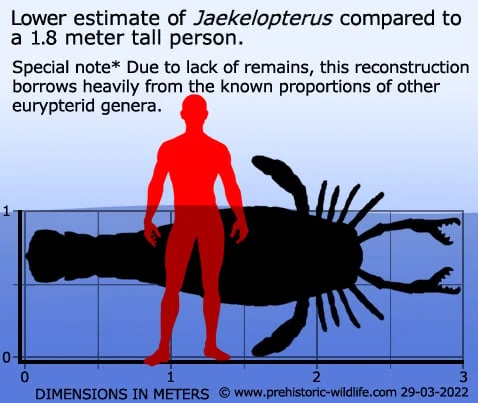 Lower estimate of Jaekelopterus compared to
a 1.8 meter tall person.
Special note* Due to lack of remains, this reconstruction
borrows heavily from the known proportions of other
eurypterid genera.
1
0
0 1 2 3
DIMENSIONS IN METERS © www.prehistoric-wildlife.com 29-03-2022